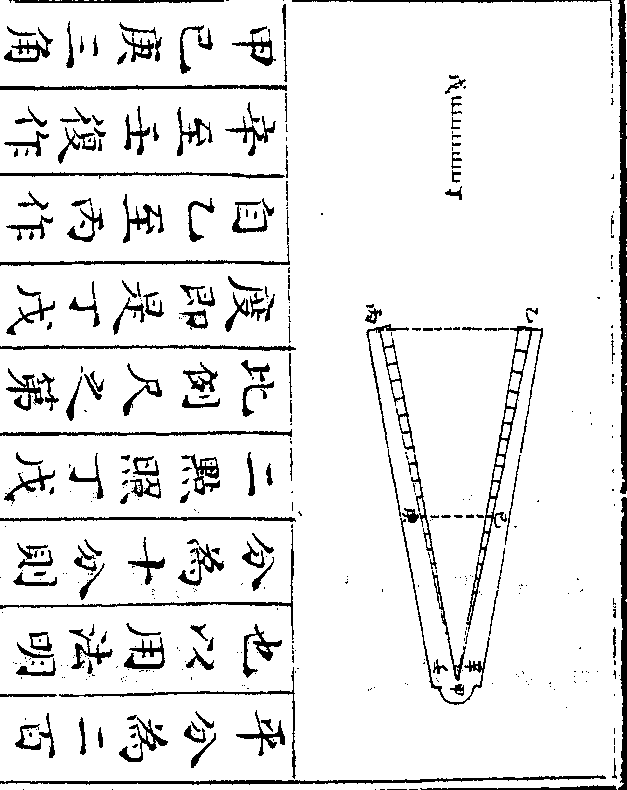 平分為二百
也以用法明
分為十分則
二點照丁戊
比例尺之第
度即是丁戊
自乙至丙作
辛至壬復作
甲己庚三角
戊
丁
丙
乙
庚
己
壬
辛
甲